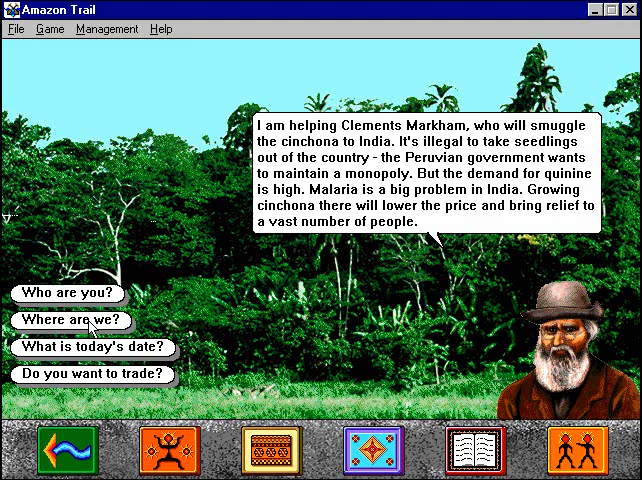 Amazon Trail
File Game Management Help
I am helping Clements Markham, who will smuggle
the cinchona to India. It's illegal to take seedlings
out of the country - the Peruvian government wants
to maintain a monopoly. But the demand for quinine
is high. Malaria is a big problem in India. Growing
cinchona there will lower the price and bring relief to
a vast number of people.
Who are you?
Where are we?
What is today's date?
Do you want to trade?